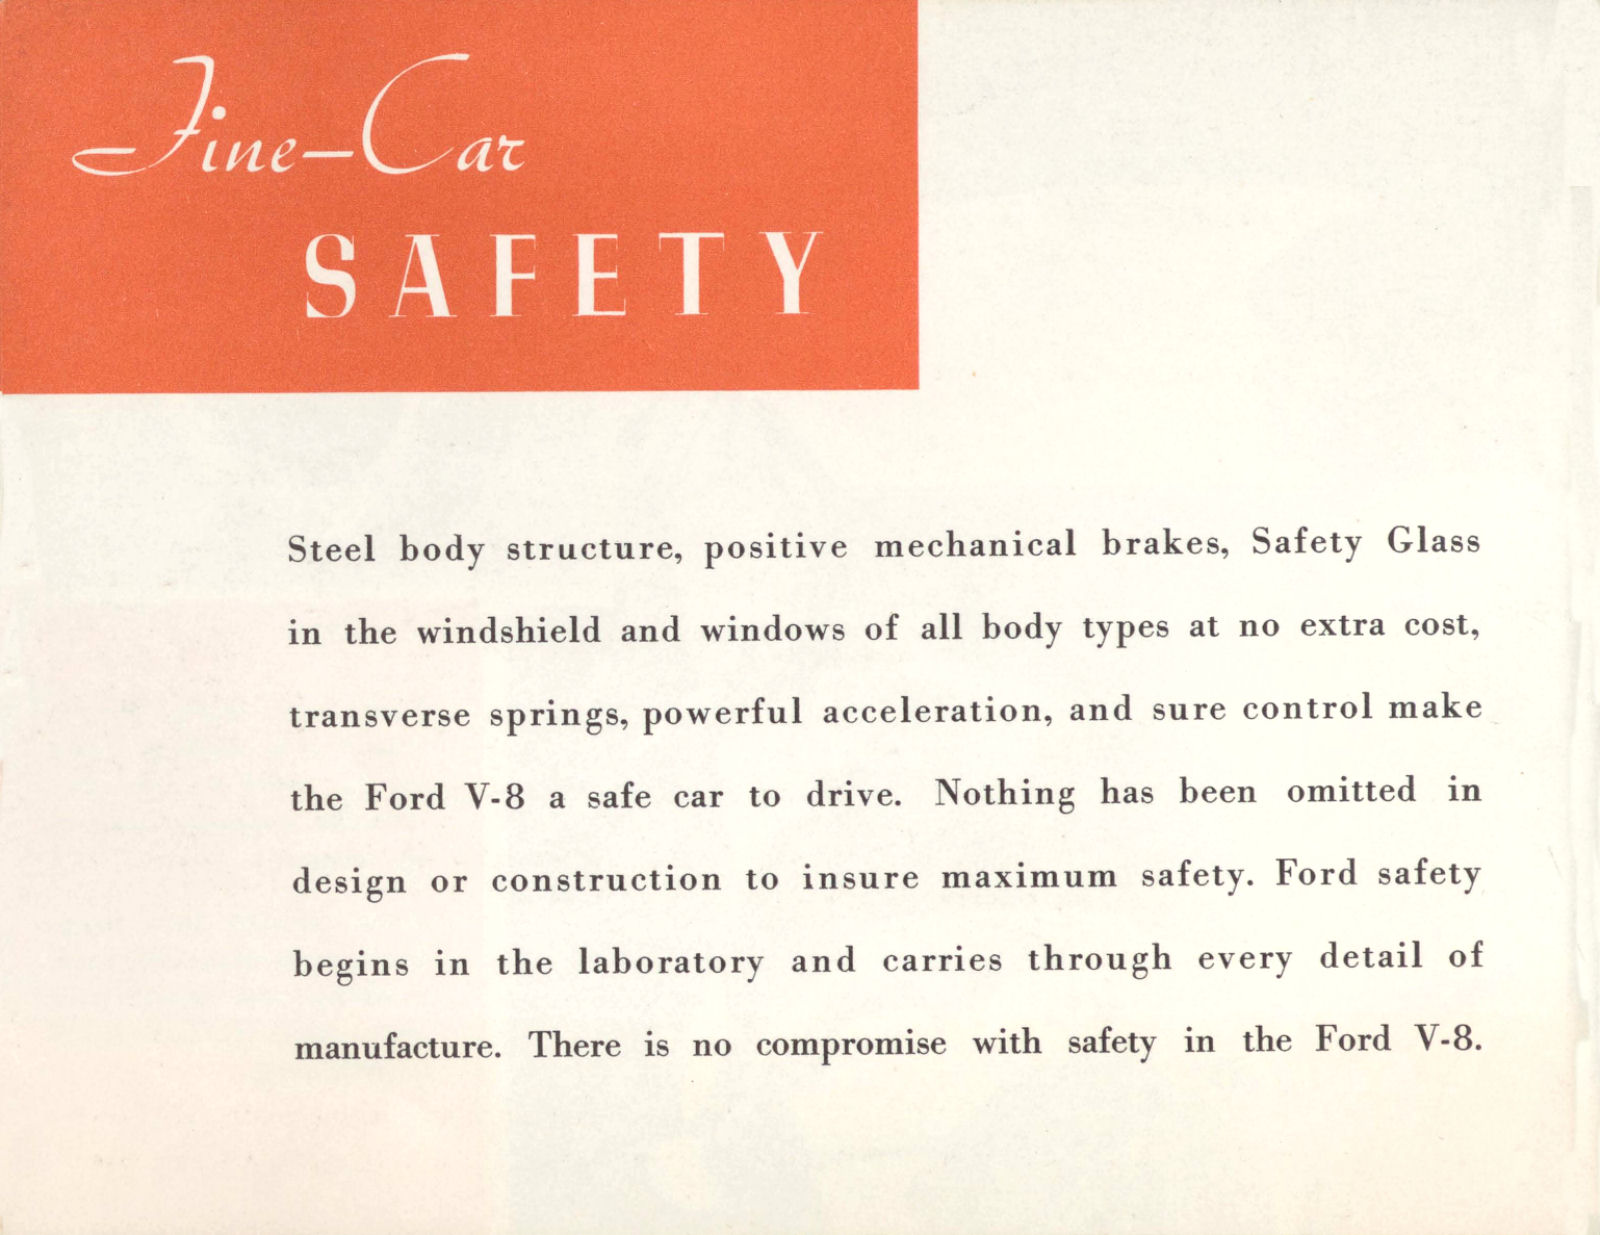 Fine-Car
SAFETY
Steel body structure, positive mechanical brakes, Safety Glass
in the windshield and windows of all body types at no extra cost,
transverse springs, powerful acceleration, and sure control make
the Ford V-8 a safe car to drive. Nothing has been omitted in
design or construction to insure maximum safety. Ford safety
begins in the laboratory and carries through every detail of
manufacture. There is no compromise with safety in the Ford V-8.